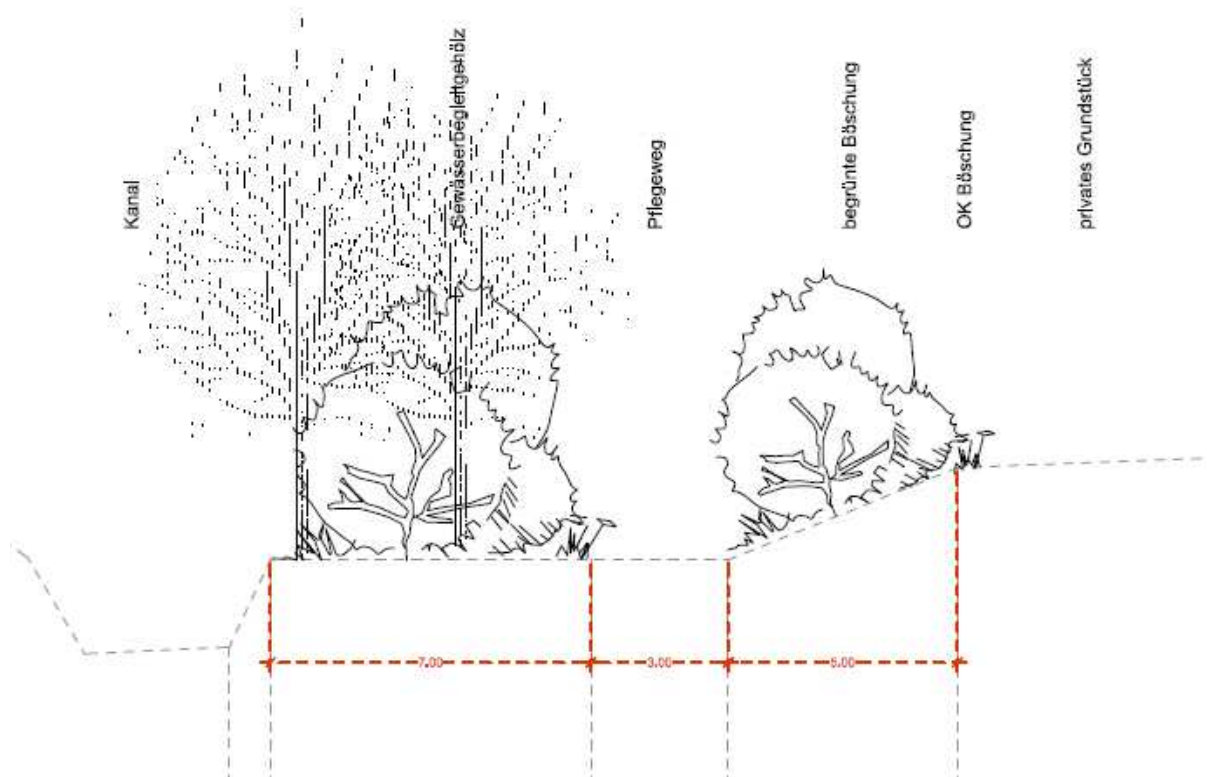 Kanal
Gewässerbegleitgehölz
Pflegeweg
begrünte Böschung
OK Böschung
privates Grundstück
7.00
3.00
5.00